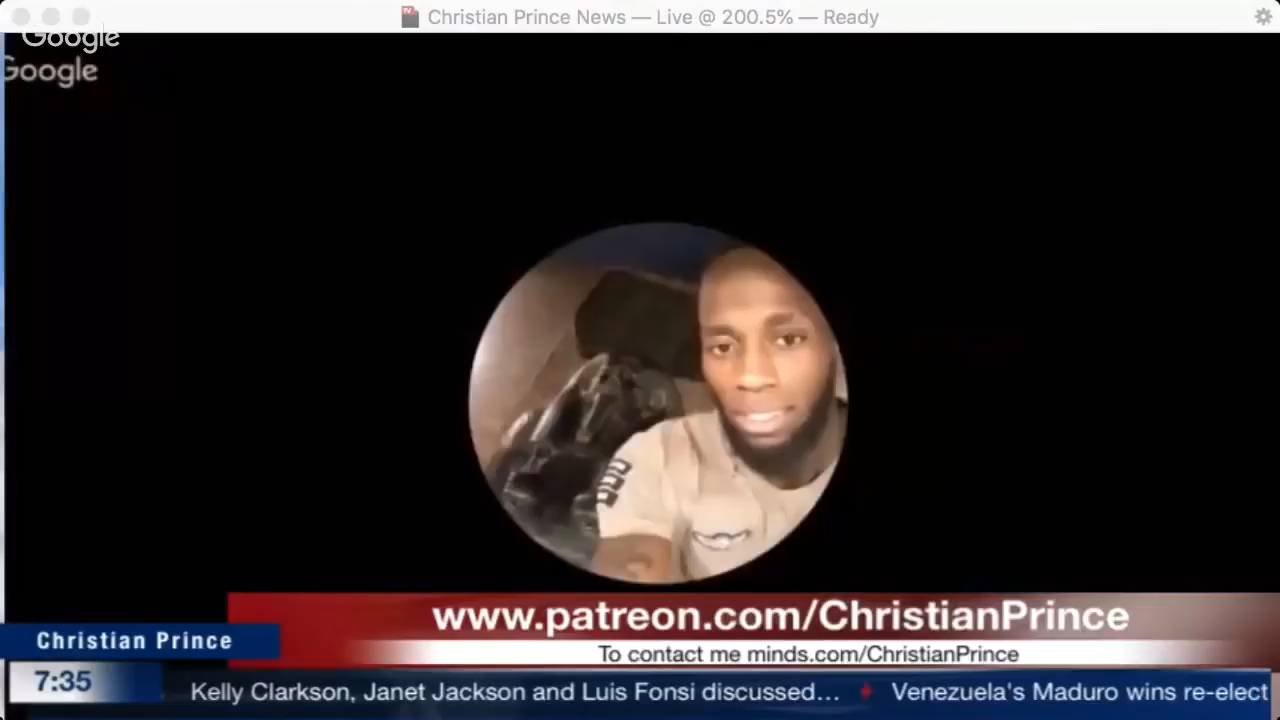 Christian Prince News — Live @ 200.5% — Ready
Google
Google
www.patreon.com/ChristianPrince
Christian Prince
To contact me minds.com/ChristianPrince
7:35
Kelly Clarkson, Janet Jackson and Luis Fonsi discussed... Venezuela's Maduro wins re-elect